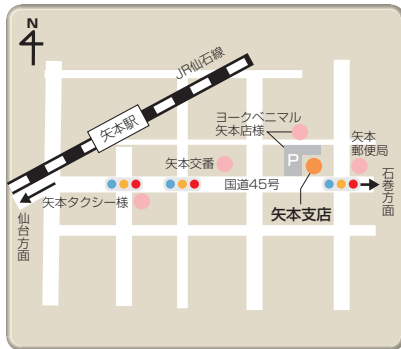 N
JR仙石線
矢本駅
ヨークベニマル
矢本店様
矢本
郵便局
P
矢本交番
国道45号
石巻方面
仙台方面
矢本タクシー様
矢本支店